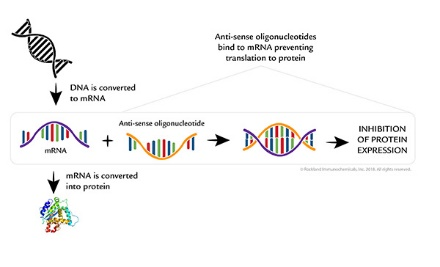 Anti-sense oligonucleotides
bind to mRNA preventing
translation to protein
DNA is converted
to mRNA
Anti-sense oligonucleotide
mRNA
+
INHIBITION
OF PROTEIN
EXPRESSION
mRNA is converted
into protein